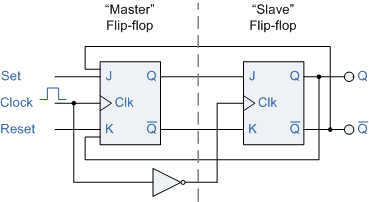 “Master”
Flip-flop
“Slave”
Flip-flop
Set
J
Q
J
Q
Q
Clock
Clk
Clk
Reset
K
Q̅
K
Q̅
Q̅